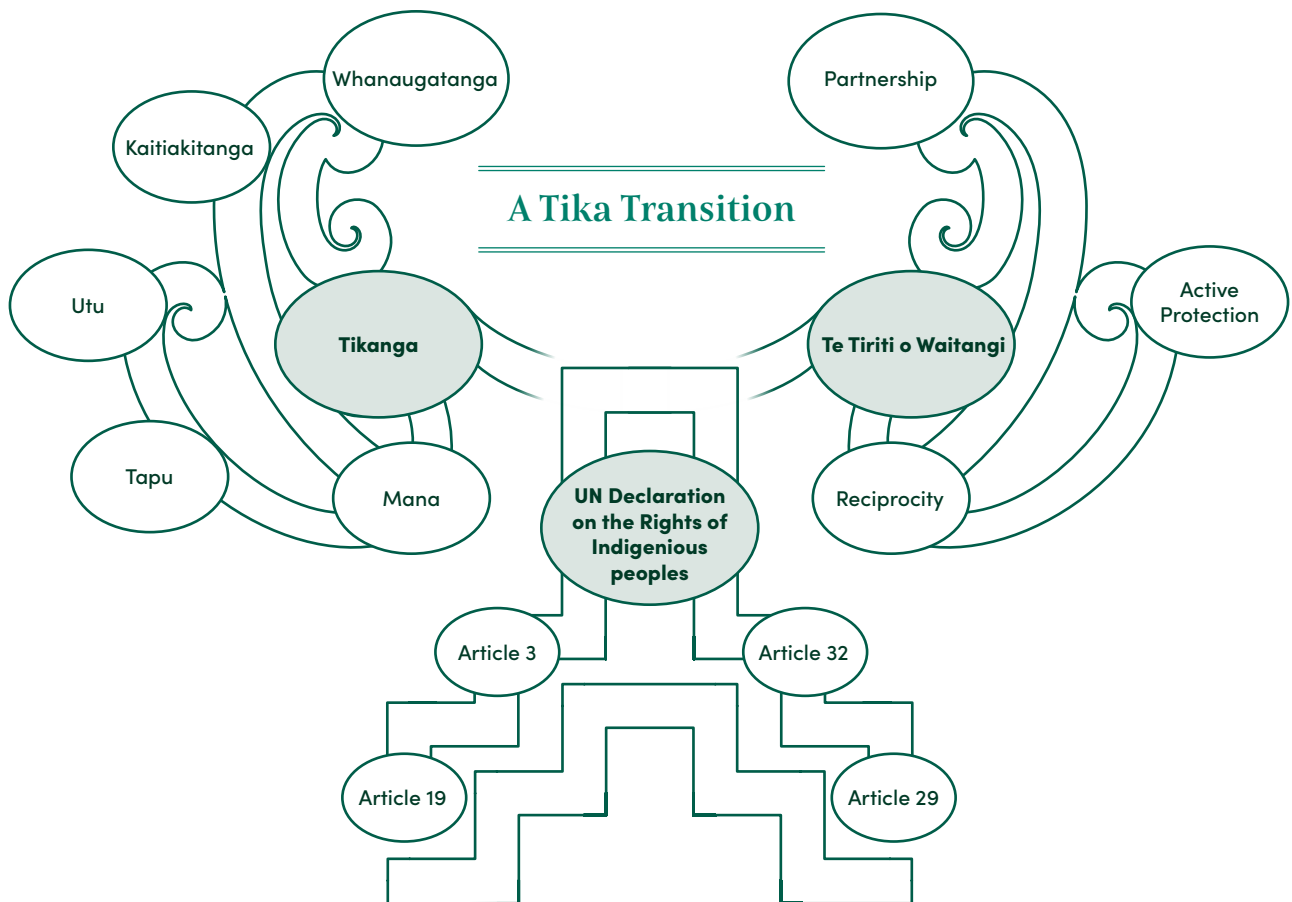 Whanaugatanga
Partnership
Kaitiakitanga
A Tika Transition
Utu
Active
Protection
Tikanga
Te Tiriti o Waitangi
Tapu
Mana
UN Declaration
on the Rights of
Indigenious
peoples
Reciprocity
Article 3
Article 32
Article 19
Article 29